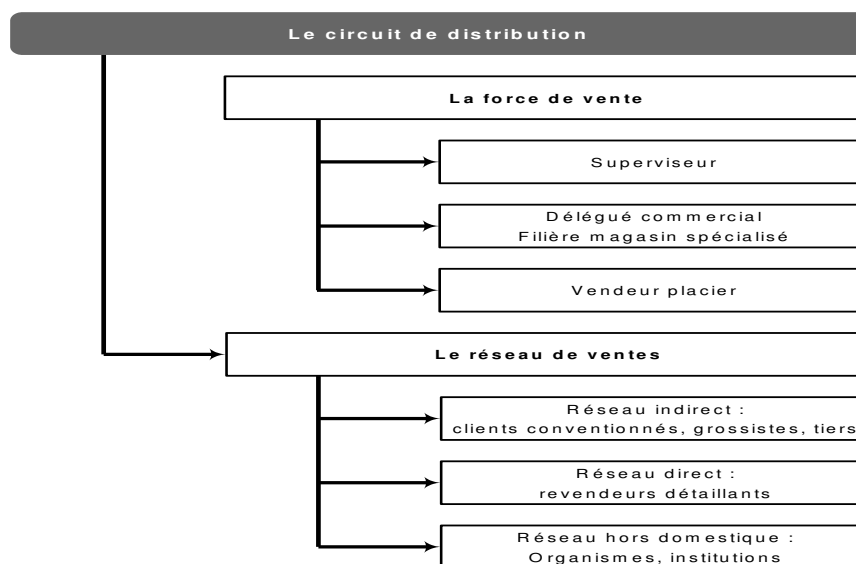 Le circuit de distribution
La force de vente
Superviseur
Délégué commercial
Filière magasin spécialisé
Vendeur placier
Le réseau de ventes
Réseau indirect :
clients conventionnés, grossistes, tiers
Réseau direct :
revendeurs détaillants
Réseau hors domestique :
Organismes, institutions